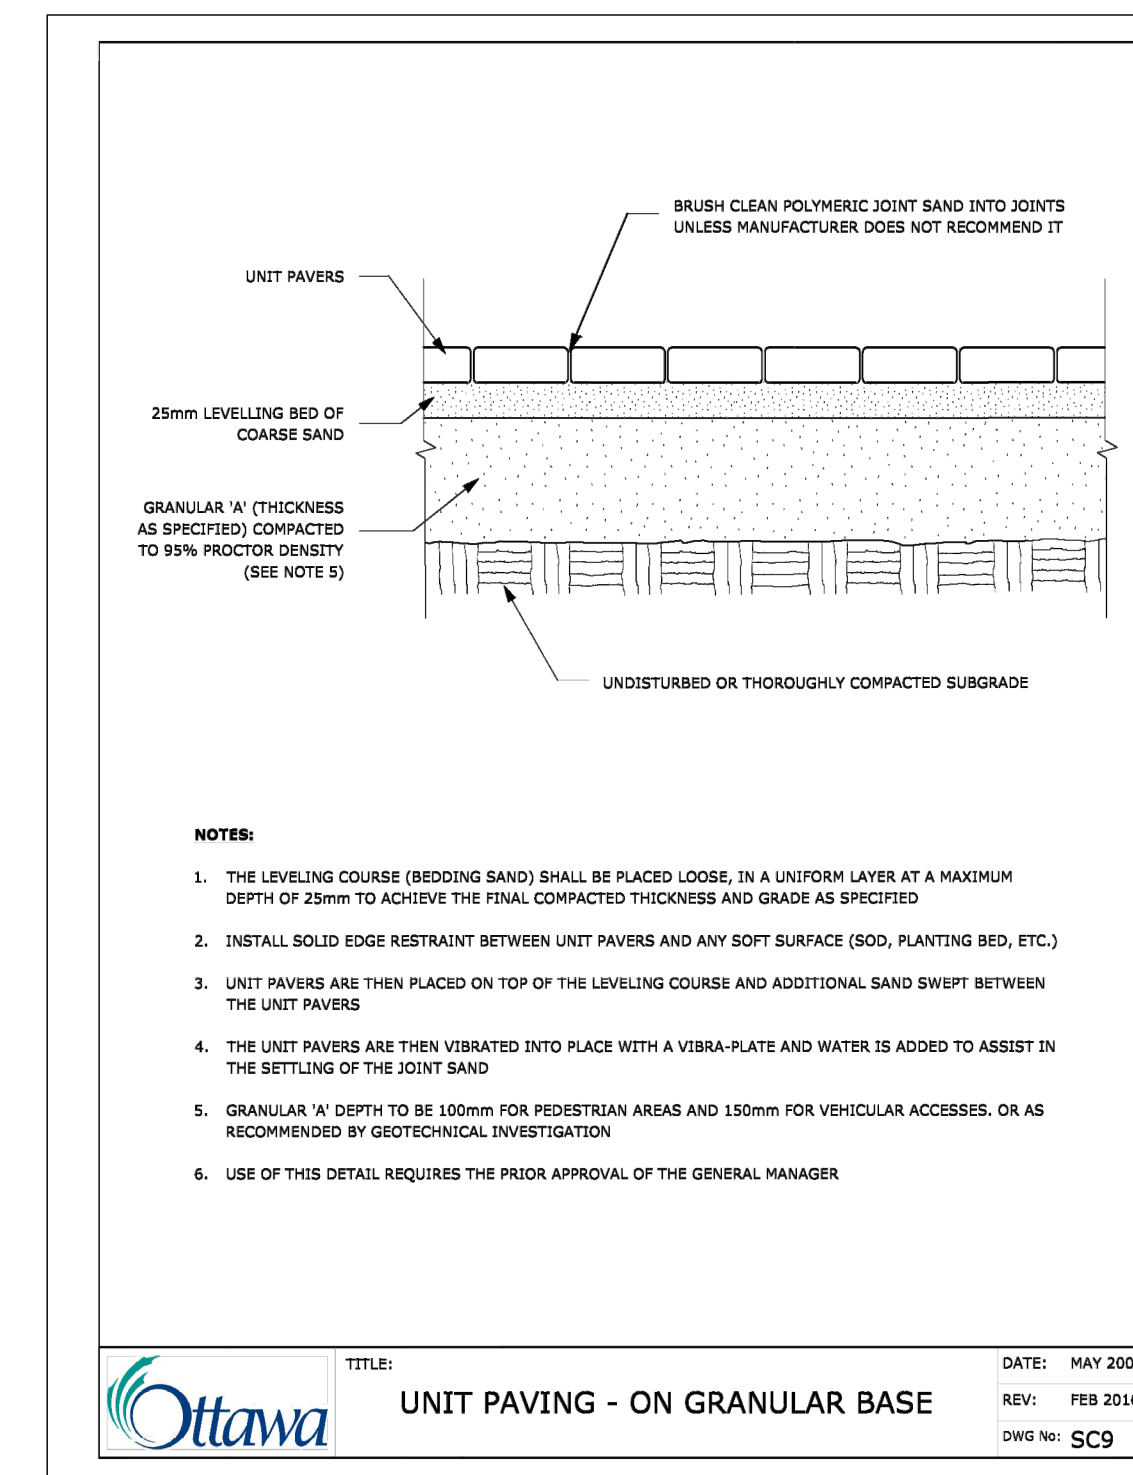 BRUSH CLEAN POLYMERIC JOINT SAND INTO JOINTS
UNLESS MANUFACTURER DOES NOT RECOMMEND IT
UNIT PAVERS
25mm LEVELLING BED OF
COARSE SAND
GRANULAR 'A' (THICKNESS
AS SPECIFIED) COMPACTED
TO 95% PROCTOR DENSITY
(SEE NOTE 5)
UNDISTURBED OR THOROUGHLY COMPACTED SUBGRADE
NOTES:
1. THE LEVELING COURSE (BEDDING SAND) SHALL BE PLACED LOOSE, IN A UNIFORM LAYER AT A MAXIMUM
DEPTH OF 25mm TO ACHIEVE THE FINAL COMPACTED THICKNESS AND GRADE AS SPECIFIED
2. INSTALL SOLID EDGE RESTRAINT BETWEEN UNIT PAVERS AND ANY SOFT SURFACE (SOD, PLANTING BED, ETC.)
3. UNIT PAVERS ARE THEN PLACED ON TOP OF THE LEVELING COURSE AND ADDITIONAL SAND SWEPT BETWEEN
THE UNIT PAVERS
4. THE UNIT PAVERS ARE THEN VIBRATED INTO PLACE WITH A VIBRA-PLATE AND WATER IS ADDED TO ASSIST IN
THE SETTLING OF THE JOINT SAND
5. GRANULAR 'A' DEPTH TO BE 100mm FOR PEDESTRIAN AREAS AND 150mm FOR VEHICULAR ACCESSES. OR AS
RECOMMENDED BY GEOTECHNICAL INVESTIGATION
6. USE OF THIS DETAIL REQUIRES THE PRIOR APPROVAL OF THE GENERAL MANAGER
Ottawa
TITLE:
UNIT PAVING - ON GRANULAR BASE
DATE: MAY 200
REV: FEB 201
DWG No: SC9